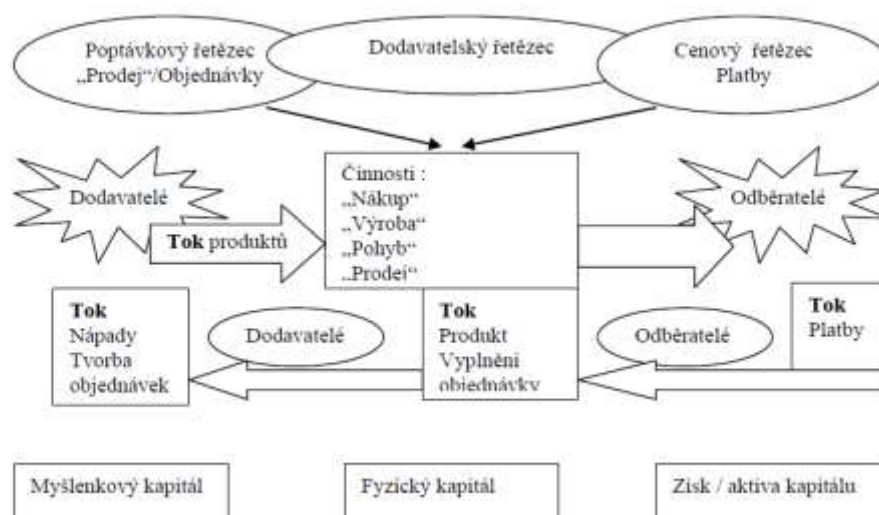 Poptávkový řetězec
„Prodej“/Objednávky
Dodavatelský řetězec
Cenový řetězec
Platby
Dodavatelé
Činnosti :
„Nákup“
„Výroba“
„Pohyb“
„Prodej“
Odběratelé
Tok produktů
Tok
Nápady
Tvorba
objednávek
Dodavatelé
Tok
Produkt
Vyplnění
objednávky
Odběratelé
Tok
Platby
Myšlenkový kapitál
Fyzický kapitál
Zisk / aktiva kapitálu